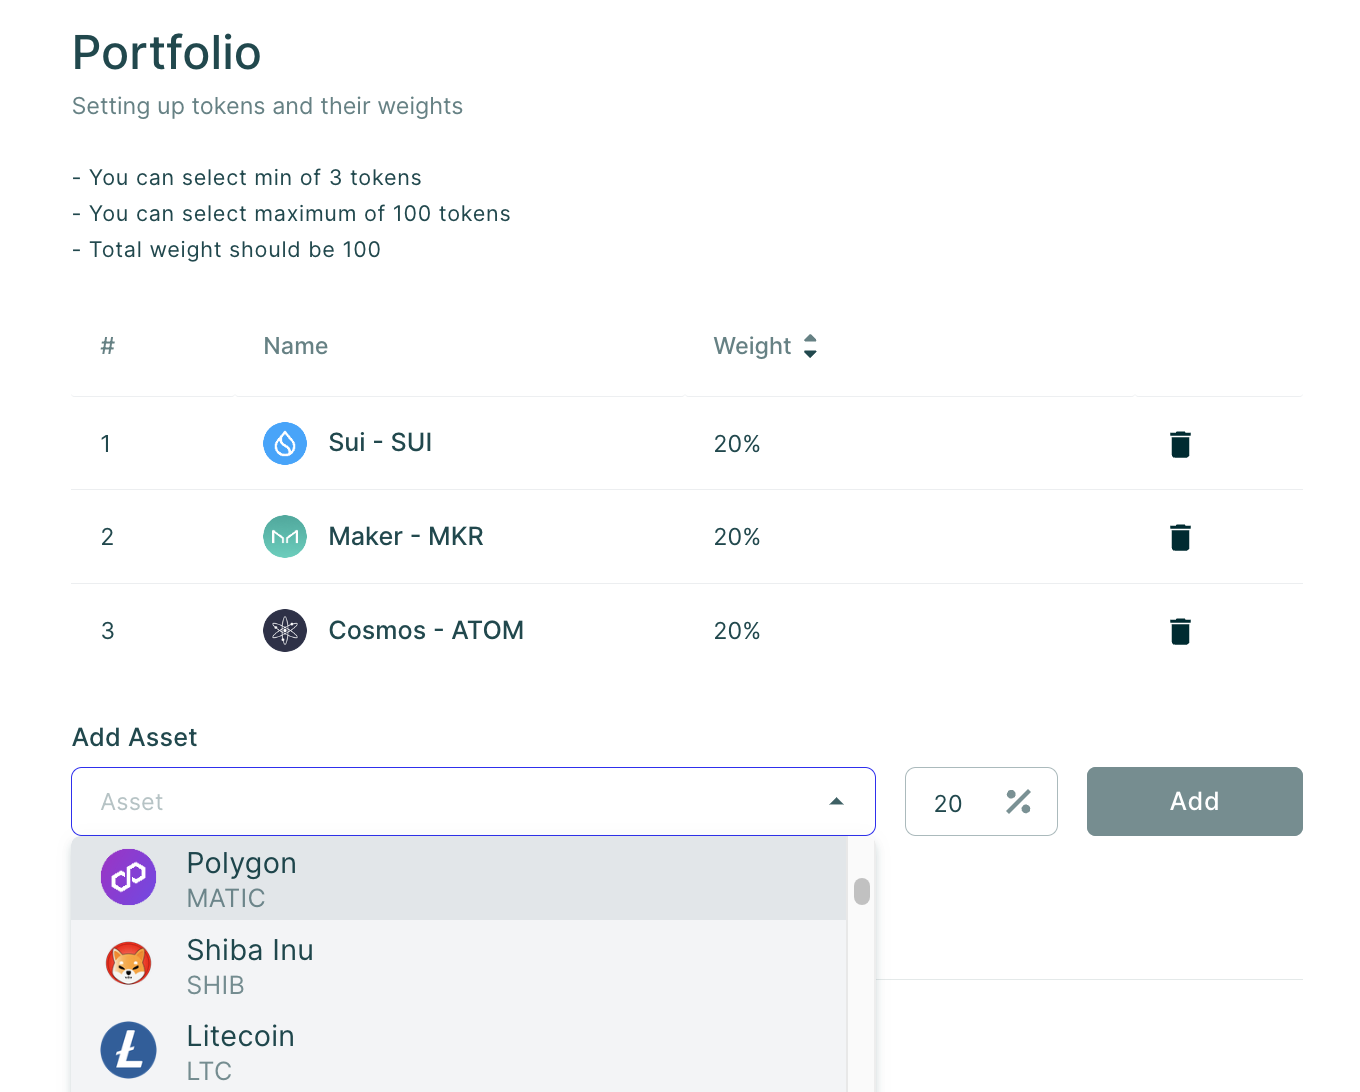 Portfolio
Setting up tokens and their weights
- You can select min of 3 tokens
- You can select maximum of 100 tokens
- Total weight should be 100
# Name Weight
1 Sui - SUI 20%
2 Maker - MKR 20%
3 Cosmos - ATOM 20%
Add Asset
Asset 20 % Add
Polygon
MATIC
Shiba Inu
SHIB
Litecoin
LTC